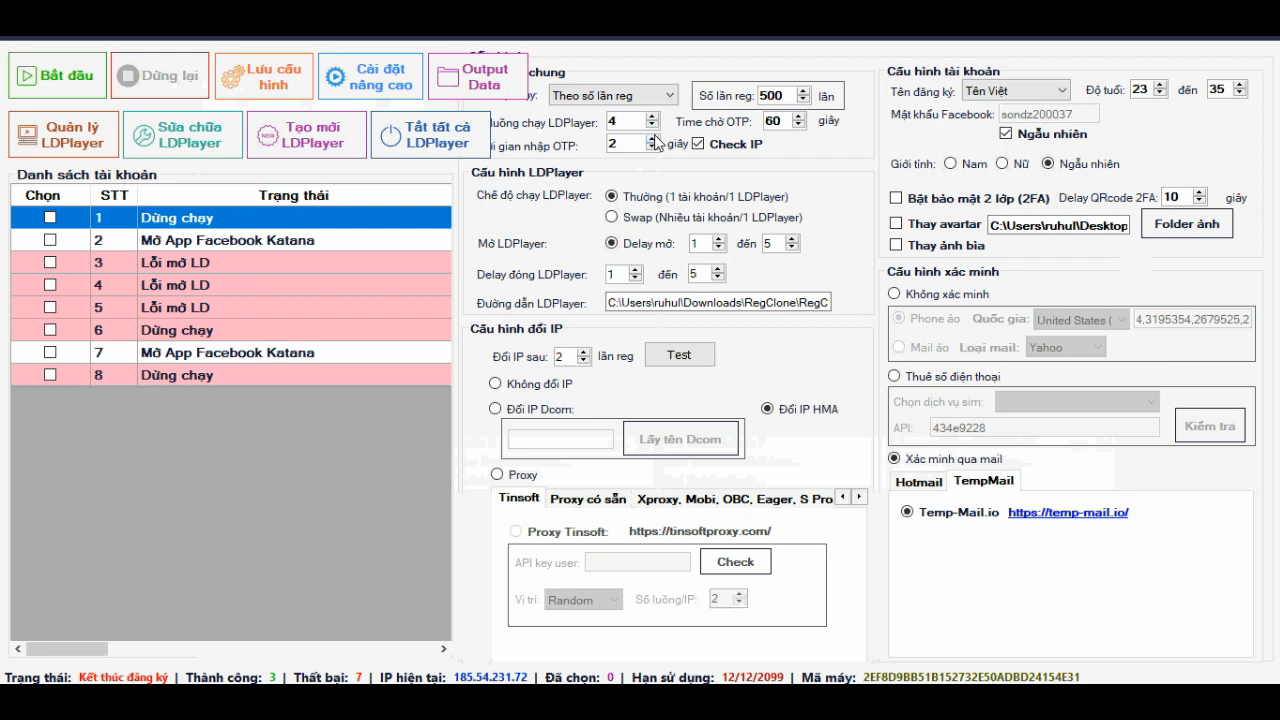 Bắt đầu
Dừng lại
Lưu cấu hình
Cài đặt nâng cao
Output Data
Quản lý LDPlayer
Sửa chữa LDPlayer
Tạo mới LDPlayer
Tắt tất cả LDPlayer
Danh sách tài khoản
Chọn STT Trạng thái
1 Dừng chạy
2 Mở App Facebook Katana
3 Lỗi mở LD
4 Lỗi mở LD
5 Lỗi mở LD
6 Dừng chạy
7 Mở App Facebook Katana
8 Dừng chạy
chung
Theo số lần reg Số lần reg: 500 lần
luồng chạy LDPlayer: 4 Time chờ OTP: 60 giây
gian nhập OTP: 2 giây Check IP
Cấu hình LDPlayer
Chế độ chạy LDPlayer: Thường (1 tài khoản/1 LDPlayer)
Swap (Nhiều tài khoản/1 LDPlayer)
Mở LDPlayer: Delay mở: 1 đến 5
Delay đóng LDPlayer: 1 đến 5
Đường dẫn LDPlayer: C:\Users\ruhul\Downloads\RegClone\RegC
Cấu hình đổi IP
Đổi IP sau: 2 lần reg Test
Không đổi IP
Đổi IP Dcom: Đổi IP HMA
Lấy tên Dcom
Proxy
Tinsoft Proxy có sẵn Xproxy, Mobi, OBC, Eager, S Pro
Proxy Tinsoft: https://tinsoftproxy.com/
API key user: Check
Vị trí: Random Số luồng/IP: 2
Cấu hình tài khoản
Tên đăng ký: Tên Việt Độ tuổi: 23 đến 35
Mật khẩu Facebook: sondz200037
Ngẫu nhiên
Giới tính: Nam Nữ Ngẫu nhiên
Bật bảo mật 2 lớp (2FA) Delay QRcode 2FA: 10 giây
Thay avartar C:\Users\ruhul\Desktop Folder ảnh
Thay ảnh bìa
Cấu hình xác minh
Không xác minh
Phone ảo Quốc gia: United States ( 4,3195354,2679525,2
Mail ảo Loại mail: Yahoo
Thuê số điện thoại
Chọn dịch vụ sim:
API: 434e9228 Kiểm tra
Xác minh qua mail
Hotmail TempMail
Temp-Mail.io https://temp-mail.io/
Trạng thái: Kết thúc đăng ký | Thành công: 3 | Thất bại: 7 | IP hiện tại: 185.54.231.72 | Đã chọn: 0 | Hạn sử dụng: 12/12/2099 | Mã máy: 2EF8D9BB51B152732E50ADBD24154E31